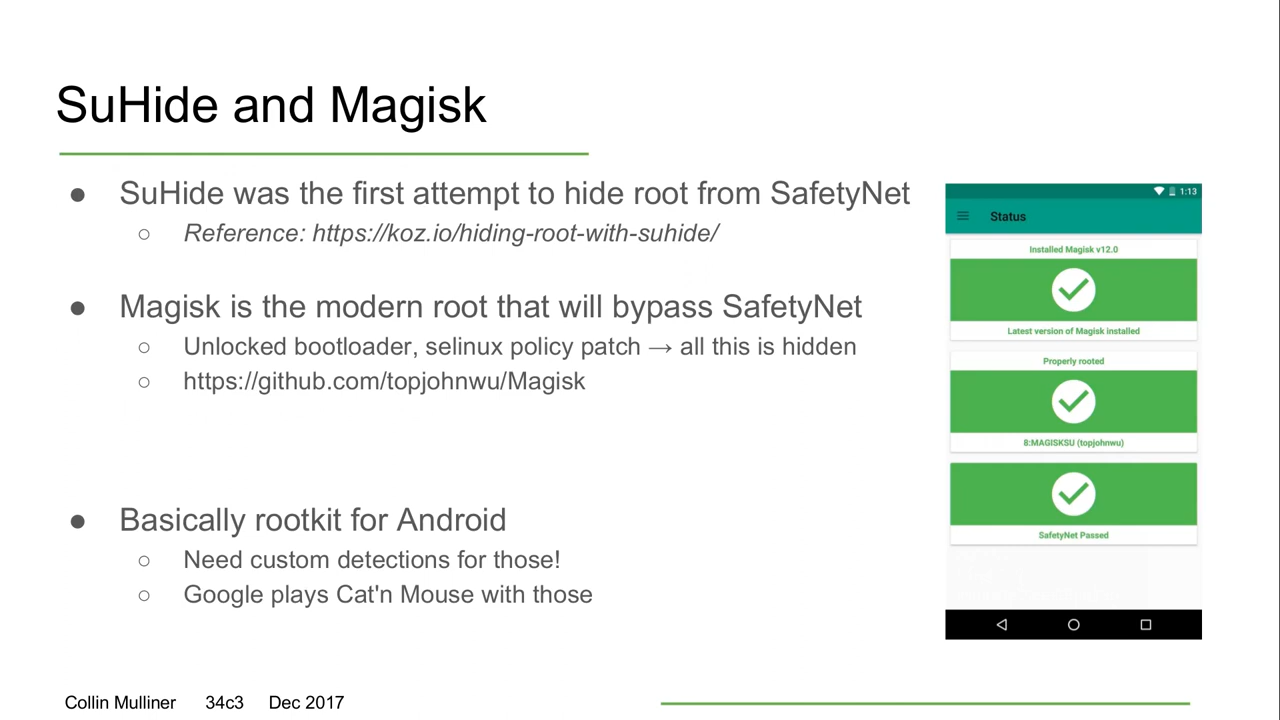 SuHide and Magisk
● SuHide was the first attempt to hide root from SafetyNet
○ Reference: https://koz.io/hiding-root-with-suhide/
● Magisk is the modern root that will bypass SafetyNet
○ Unlocked bootloader, selinux policy patch → all this is hidden
○ https://github.com/topjohnwu/Magisk
● Basically rootkit for Android
○ Need custom detections for those!
○ Google plays Cat'n Mouse with those
1:13
Status
Installed Magisk v12.0
Latest version of Magisk installed
Properly rooted
8:MAGISKSU (topjohnwu)
SafetyNet Passed
Collin Mulliner 34c3 Dec 2017